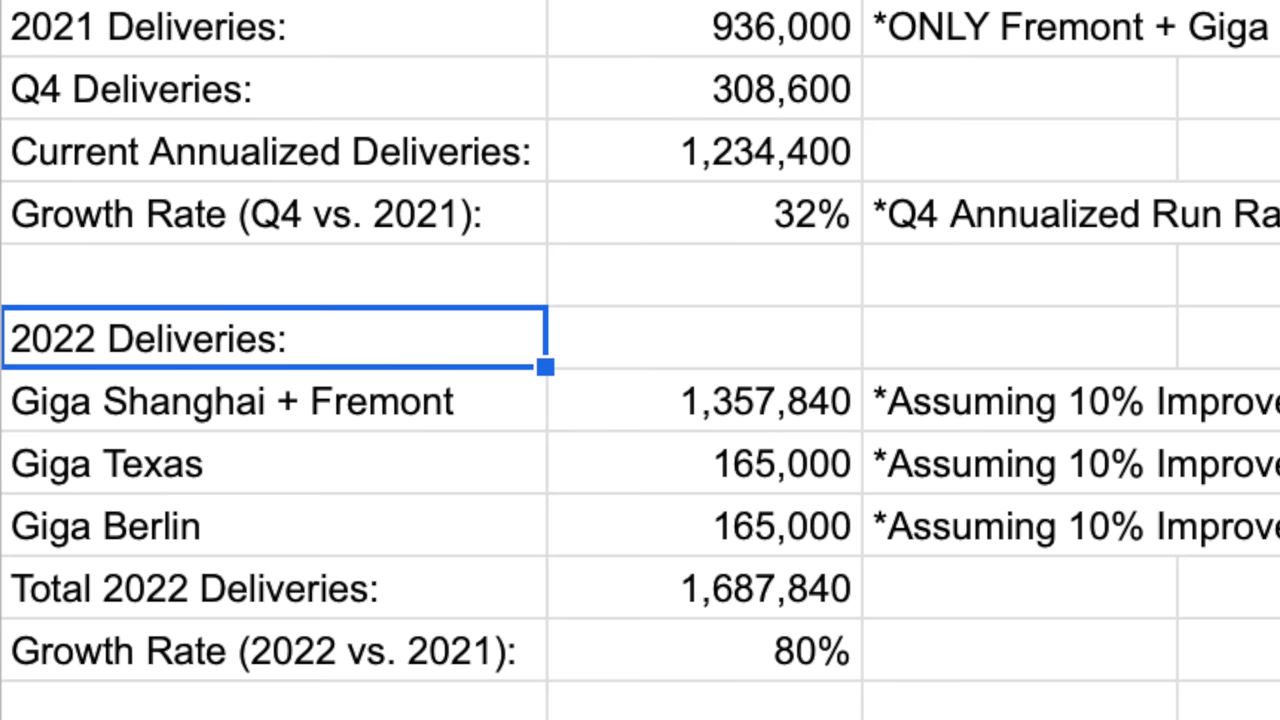 2021 Deliveries: 936,000 *ONLY Fremont + Giga
Q4 Deliveries: 308,600
Current Annualized Deliveries: 1,234,400
Growth Rate (Q4 vs. 2021): 32% *Q4 Annualized Run
2022 Deliveries:
Giga Shanghai + Fremont 1,357,840 *Assuming 10%
Giga Texas 165,000 *Assuming 10%
Giga Berlin 165,000 *Assuming 10%
Total 2022 Deliveries: 1,687,840
Growth Rate (2022 vs. 2021): 80%